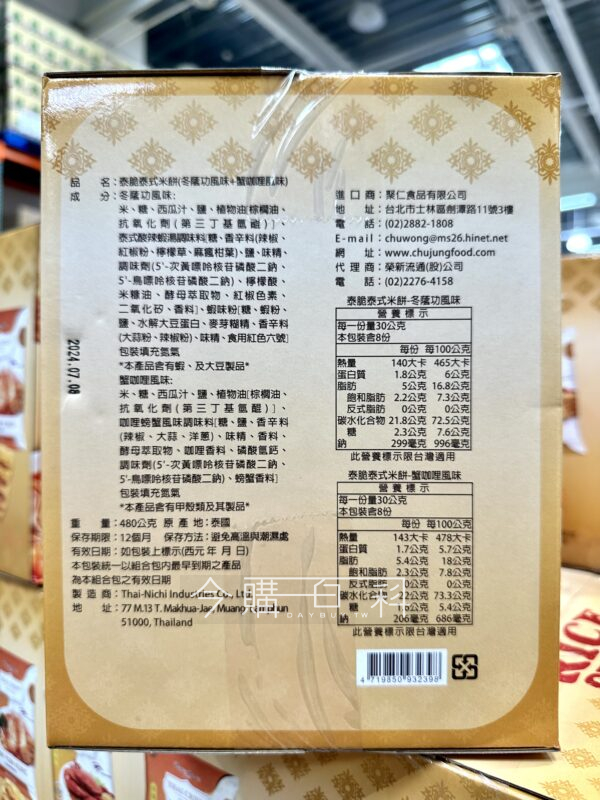 品 名：泰脆泰式米餅(冬蔭功風味+蟹咖哩風味)
成 分：冬蔭功風味:
米、糖、西瓜汁、鹽、植物油[棕櫚油、
抗氧化劑(第三丁基氫醌)]、
泰式酸辣蝦湯調味料[糖、香辛料(辣椒、
紅椒粉、檸檬草、麻瘋柑葉)、鹽、味精、
調味劑(5'-次黃嘌呤核苷磷酸二鈉、
5'-鳥嘌呤核苷磷酸二鈉)、檸檬酸、
米糠油、酵母萃取物、紅椒色素、
二氧化矽、香料]、蝦味粉[糖、蝦粉、
鹽、水解大豆蛋白、麥芽糊精、香辛料
(大蒜粉、辣椒粉)、味精、食用紅色六號]
包裝填充氮氣
*本產品含有蝦、及大豆製品*
蟹咖哩風味:
米、糖、西瓜汁、鹽、植物油[棕櫚油、
抗氧化劑(第三丁基氫醌)]、
咖哩螃蟹風味調味料[糖、鹽、香辛料
(辣椒、大蒜、洋蔥)、味精、香料、
酵母萃取物、咖哩香料、磷酸氫鈣、
調味劑(5'-次黃嘌呤核苷磷酸二鈉、
5'-鳥嘌呤核苷磷酸二鈉)、螃蟹香料]
包裝填充氮氣
*本產品含有甲殼類及其製品*
重 量：480公克 原產地：泰國
保存期限：12個月 保存方法：避免高溫與潮濕處
有效日期：如包裝上標示(西元 年 月 日)
本包裝統一以組合包內最早到期之產品
為本組合包之有效日期
製造商：Thai-Nichi Industries Co., Ltd.
地 址：77 M.13 T. Makhua-Jae, Muang, Lamphun
51000, Thailand
2024.07.08
進口商：聚仁食品有限公司
地 址：台北市士林區劍潭路11號3樓
電 話：(02)2882-1808
E-mail：chuwong@ms26.hinet.net
網 址：www.chujungfood.com
代理商：榮新流通(股)公司
電 話：(02)2276-4158
泰脆泰式米餅-冬蔭功風味
營養標示
每一份量30公克
本包裝含8份
每份 每100公克
熱量 140大卡 465大卡
蛋白質 1.8公克 6公克
脂肪 5公克 16.8公克
飽和脂肪 2.2公克 7.3公克
反式脂肪 0公克 0公克
碳水化合物 21.8公克 72.5公克
糖 2.3公克 7.6公克
鈉 299毫克 996毫克
此營養標示限台灣適用
泰脆泰式米餅-蟹咖哩風味
營養標示
每一份量30公克
本包裝含8份
每份 每100公克
熱量 143大卡 478大卡
蛋白質 1.7公克 5.7公克
脂肪 5.4公克 18公克
飽和脂肪 2.3公克 7.8公克
反式脂肪 0公克 0公克
碳水化合物 22公克 73.3公克
糖 公克 5.4公克
鈉 206毫克 686毫克
此營養標示限台灣適用
4 719850 932398
今購百科
DAYBUY.TW
RICE